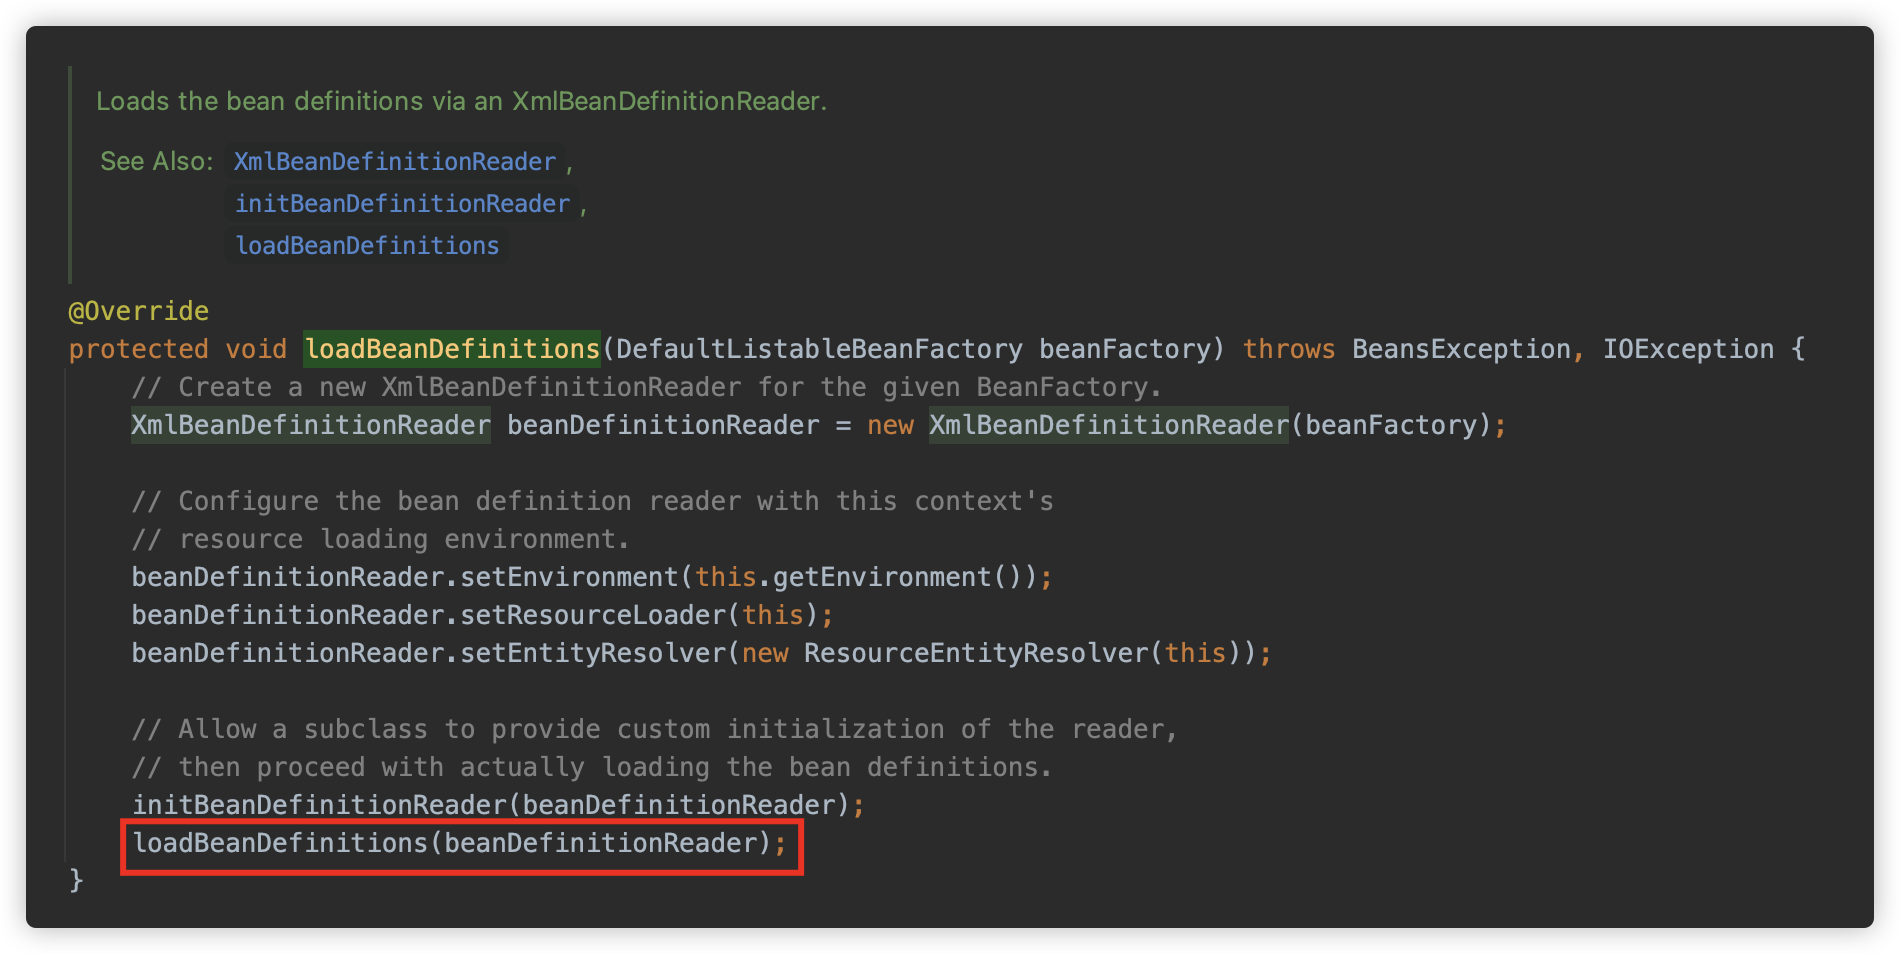 Loads the bean definitions via an XmlBeanDefinitionReader.
See Also: XmlBeanDefinitionReader,
initBeanDefinitionReader,
loadBeanDefinitions
@Override
protected void loadBeanDefinitions(DefaultListableBeanFactory beanFactory) throws BeansException, IOException {
// Create a new XmlBeanDefinitionReader for the given BeanFactory.
XmlBeanDefinitionReader beanDefinitionReader = new XmlBeanDefinitionReader(beanFactory);
// Configure the bean definition reader with this context's
// resource loading environment.
beanDefinitionReader.setEnvironment(this.getEnvironment());
beanDefinitionReader.setResourceLoader(this);
beanDefinitionReader.setEntityResolver(new ResourceEntityResolver(this));
// Allow a subclass to provide custom initialization of the reader,
// then proceed with actually loading the bean definitions.
initBeanDefinitionReader(beanDefinitionReader);
loadBeanDefinitions(beanDefinitionReader);
}